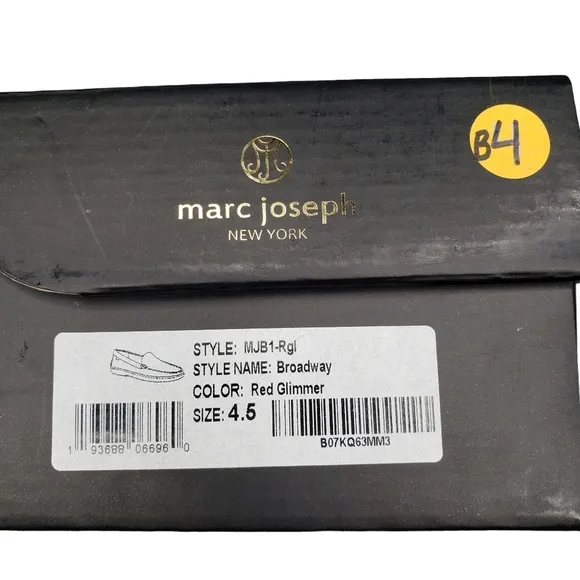 B4
marc joseph
NEW YORK
STYLE: MJB1-Rgl
STYLE NAME: Broadway
COLOR: Red Glimmer
SIZE: 4.5
1 93688 06696 0
B07KQ63MM3